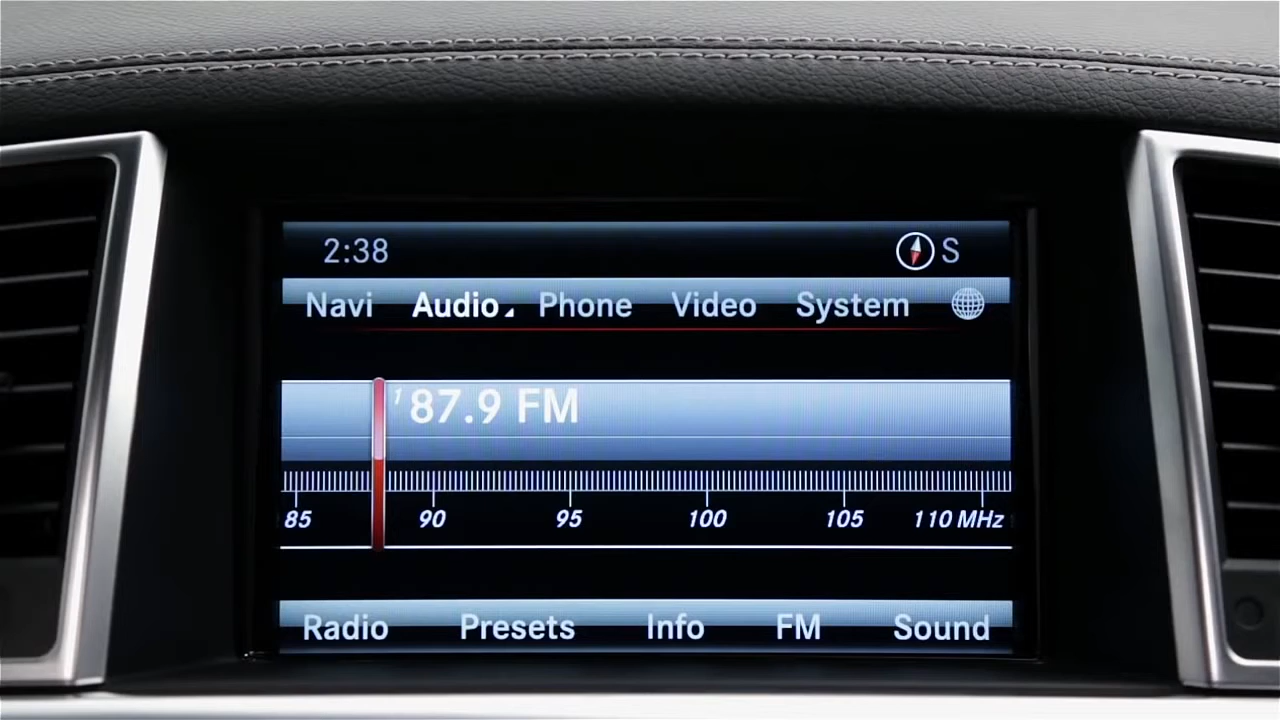 2:38 S
Navi Audio Phone Video System
1 87.9 FM
85 90 95 100 105 110 MHz
Radio Presets Info FM Sound